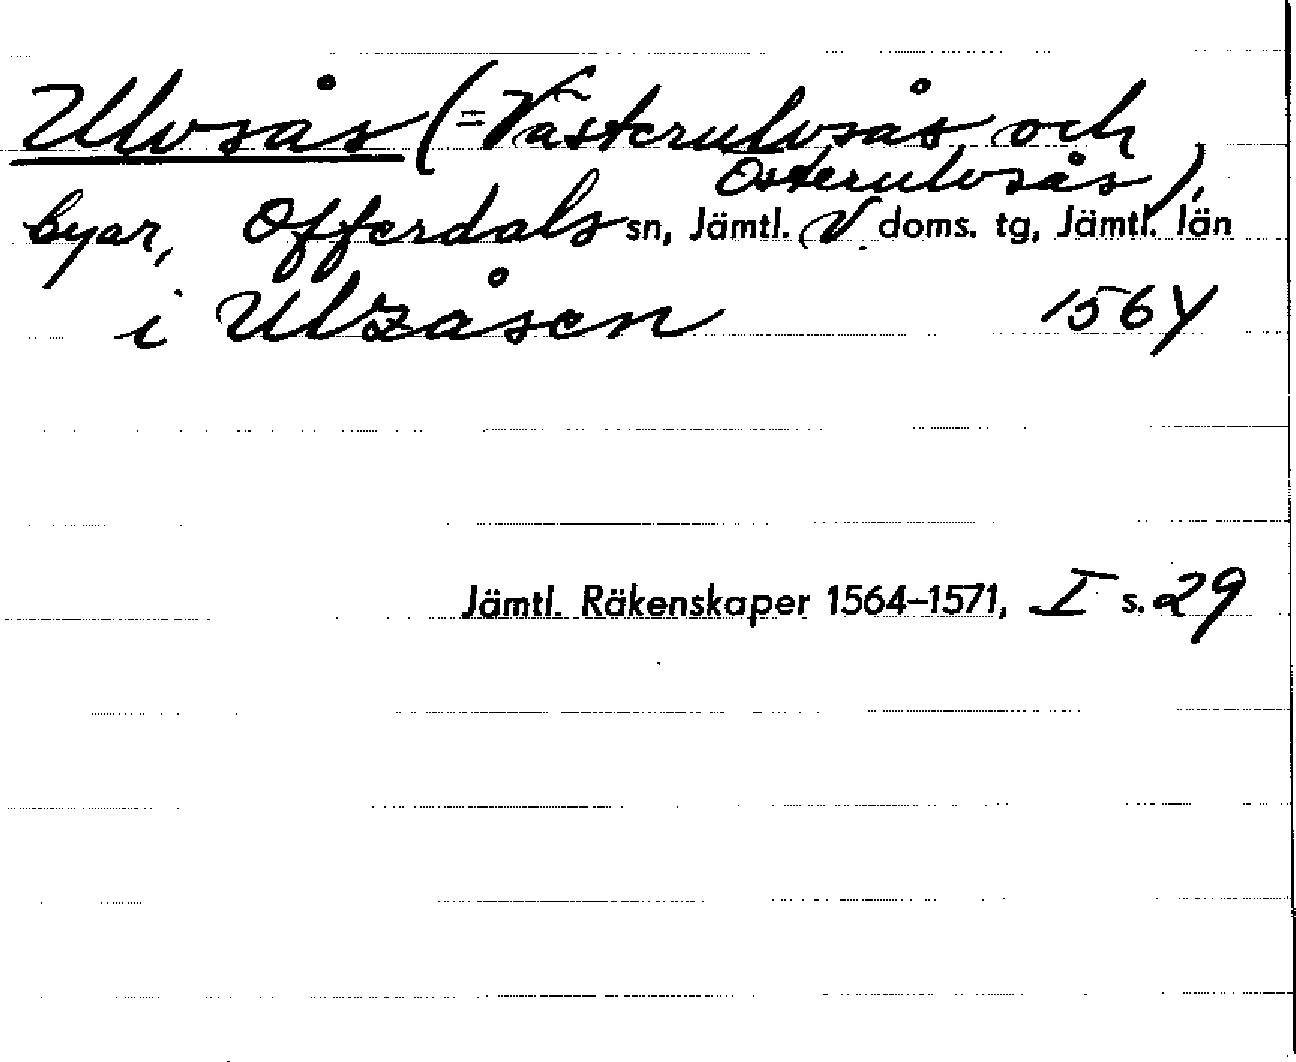 Ulvsås (= Västerulvsås och
Österulvsås),
byar, Offerdals sn, Jämtl. V. doms. tg, Jämtl. län
i Ulzåsen 1564
Jämtl. Räkenskaper 1564–1571, I s. 29